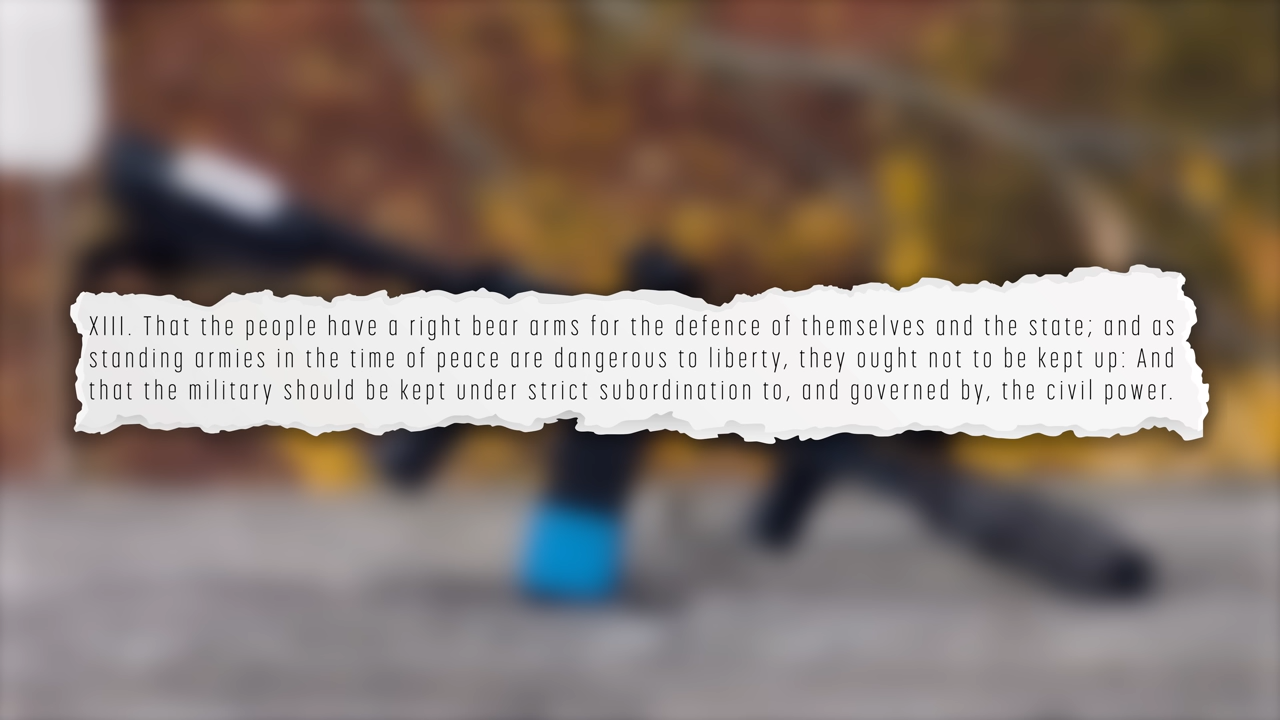 XIII. That the people have a right bear arms for the defence of themselves and the state; and as
standing armies in the time of peace are dangerous to liberty, they ought not to be kept up: And
that the military should be kept under strict subordination to, and governed by, the civil power.